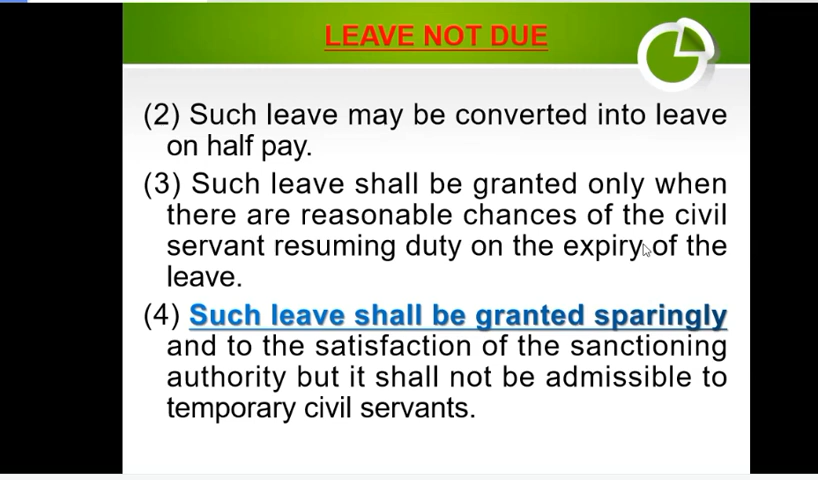 LEAVE NOT DUE
(2) Such leave may be converted into leave
on half pay.
(3) Such leave shall be granted only when
there are reasonable chances of the civil
servant resuming duty on the expiry of the
leave.
(4) Such leave shall be granted sparingly
and to the satisfaction of the sanctioning
authority but it shall not be admissible to
temporary civil servants.